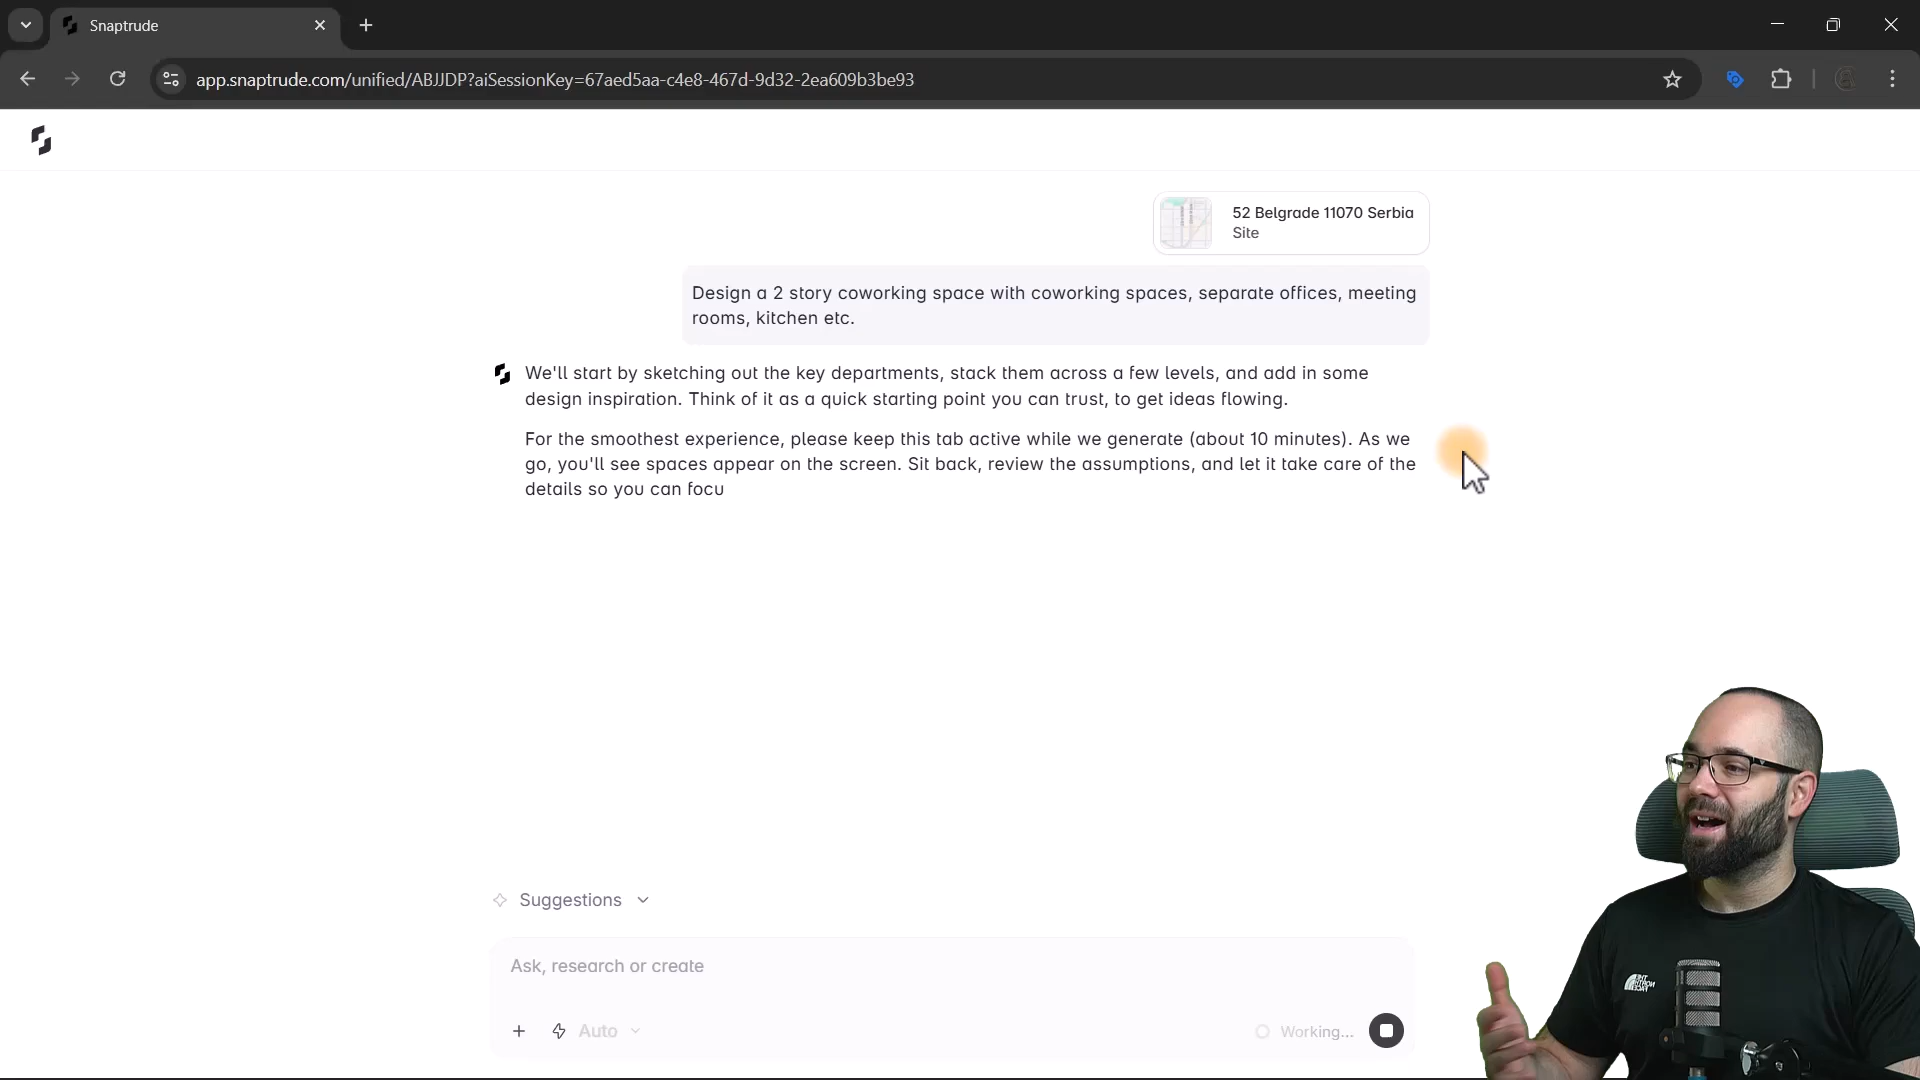 Snaptrude
app.snaptrude.com/unified/ABJJDP?aiSessionKey=67aed5aa-c4e8-467d-9d32-2ea609b3be93
52 Belgrade 11070 Serbia
Site
Design a 2 story coworking space with coworking spaces, separate offices, meeting
rooms, kitchen etc.
We'll start by sketching out the key departments, stack them across a few levels, and add in some
design inspiration. Think of it as a quick starting point you can trust, to get ideas flowing.
For the smoothest experience, please keep this tab active while we generate (about 10 minutes). As we
go, you'll see spaces appear on the screen. Sit back, review the assumptions, and let it take care of the
details so you can focu
Suggestions
Ask, research or create
Auto
Working...
THE
NORTH
FACE